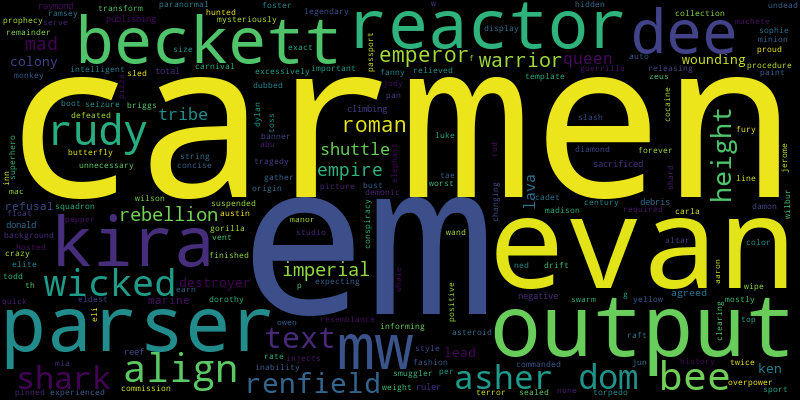 ramsey transform paranormal hunted foster legendary w hidden undead
raymond publishing mysteriously display collection sophie
prophecy beckett reactor dee
remainder serve mad size exact emperor f warrior queen machete minion proud
colony intelligent carnival important passport fanny relieved template auto wounding procedure
monkey sled total excessively jody guerrilla releasing zeus paint
carmen
boot seizure briggs dubbed pan climbing slash cocaine
defeated tribe dylan toss banner roman luke diamond height fury
rudy butterfly unnecessary string concise abu tragedy shuttle sacrificed forever line jerome
superhero inn mac gather origin picture bust empire elephant worst tae rod shard
refusal squadron wilson suspended demonic lava cadet century required debris carla damon wilbur
float rebellion austin manor conspiracy em wand changing madison altar color
donald pepper gorilla studio evan
background kira vent
crazy hosted finished imperial ned drift aaron wipe
elite wicked destroyer p expecting whale negative swarm g agreed mostly
todd th earn marine dorothy positive yellow clearing top
quick eldest eli resemblance informing asteroid raft
parser text owen mw style output
reef rate fashion lead commanded jun history twice
mia align injects smuggler per asher dom bee ken
shark inability renfield weight ruler overpower
pinned experienced commission terror sealed torpedo none sport